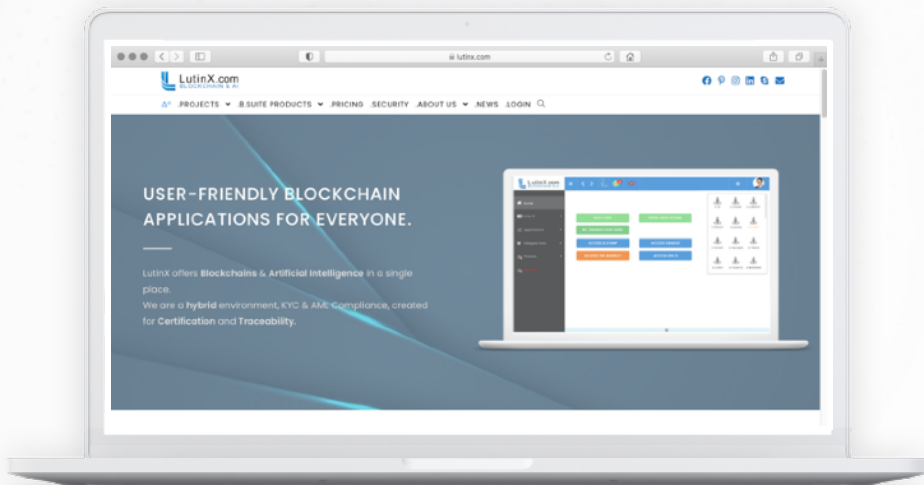 lutinx.com
LutinX.com
BLOCKCHAIN & AI
.PROJECTS .B.SUITE PRODUCTS .PRICING .SECURITY .ABOUT US .NEWS .LOGIN
USER-FRIENDLY BLOCKCHAIN
APPLICATIONS FOR EVERYONE.
LutinX offers Blockchains & Artificial Intelligence in a single
place.
We are a hybrid environment, KYC & AML Compliance, created
for Certification and Traceability.
LutinX.com